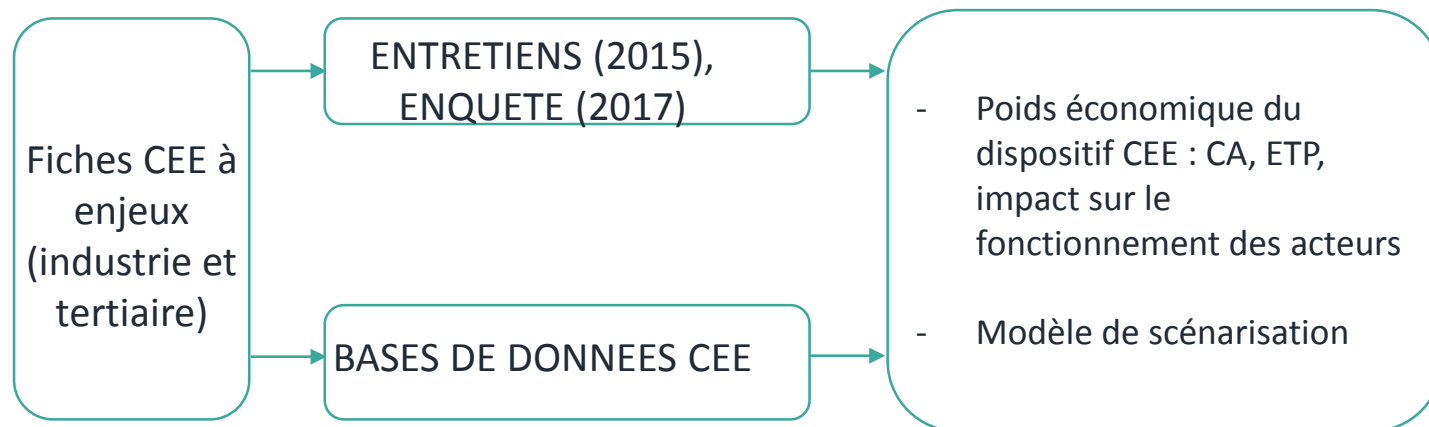 Fiches CEE à
enjeux
(industrie et
tertiaire)
ENTRETIENS (2015),
ENQUETE (2017)
BASES DE DONNEES CEE
- Poids économique du
dispositif CEE : CA, ETP,
impact sur le
fonctionnement des acteurs
- Modèle de scénarisation